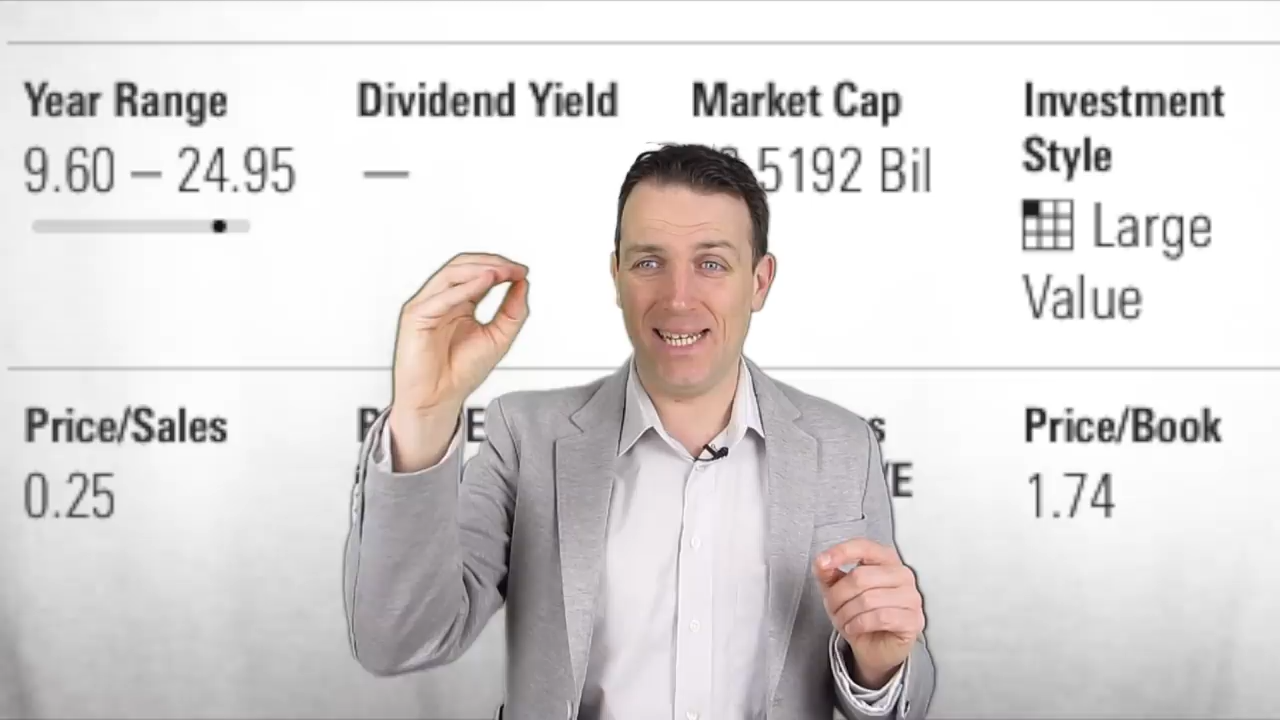 Year Range
Dividend Yield
Market Cap
Investment
Style
9.60 – 24.95
—
5192 Bil
Large
Value
Price/Sales
Price/Book
0.25
1.74